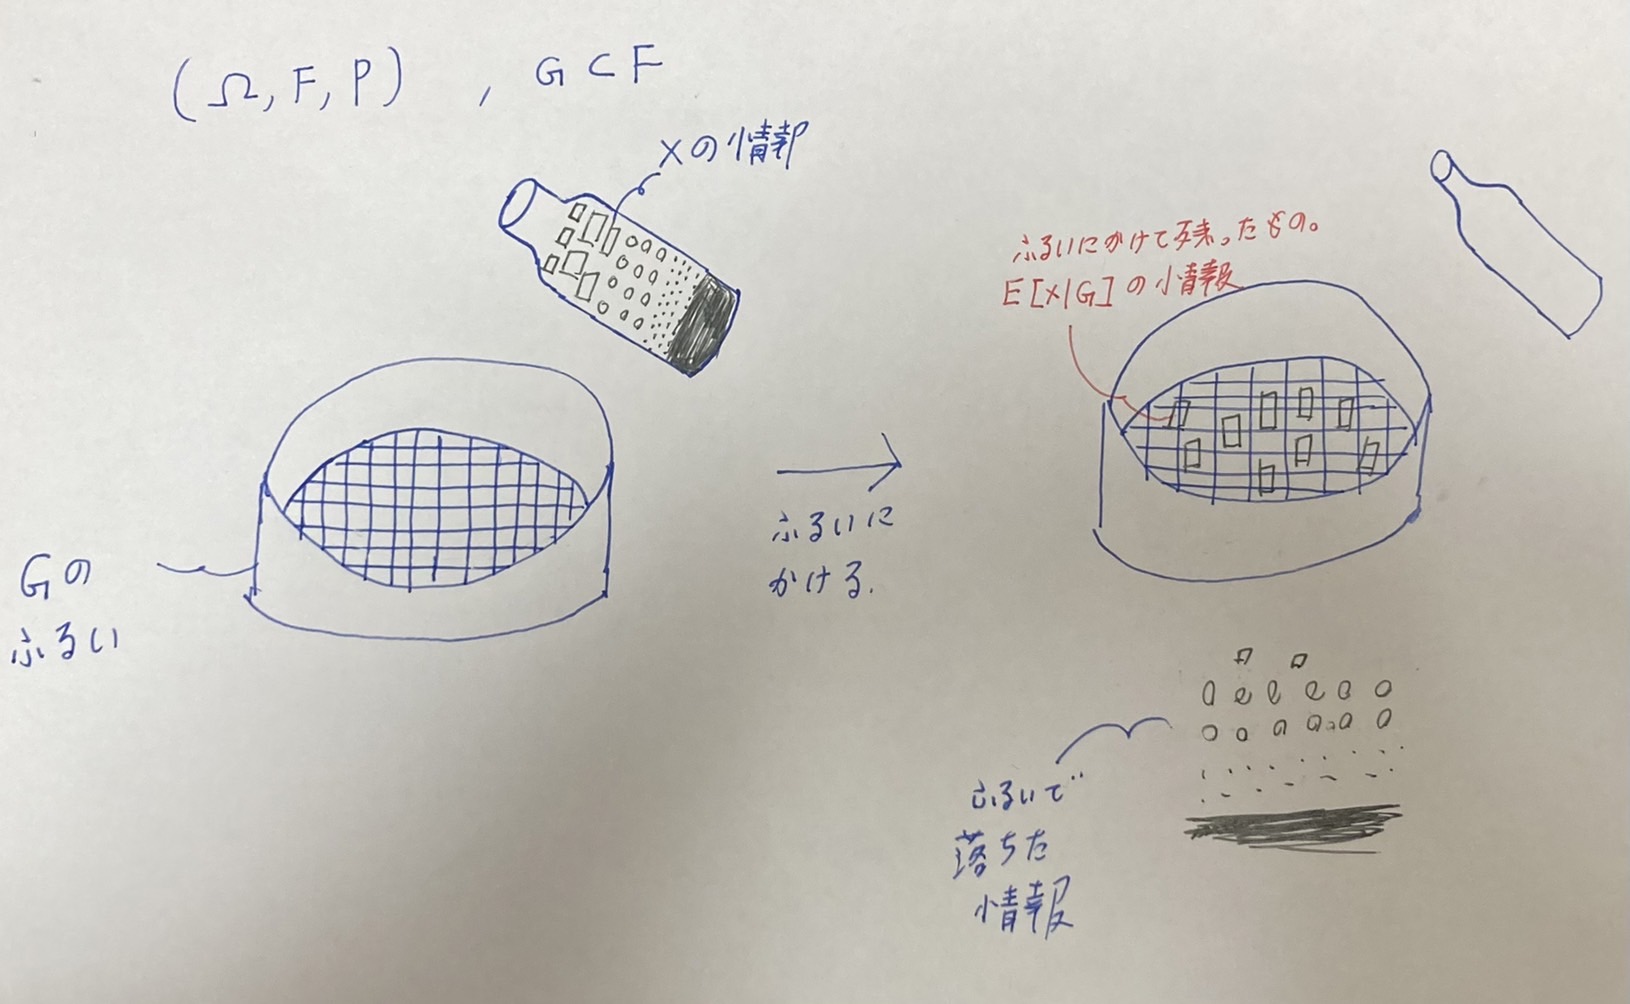 (Ω, F, P) , G ⊂ F
Xの情報
Gの
ふるい
ふるいに
かける.
ふるいにかけて残ったもの。
E[X|G]の情報
ふるいで
落ちた
情報